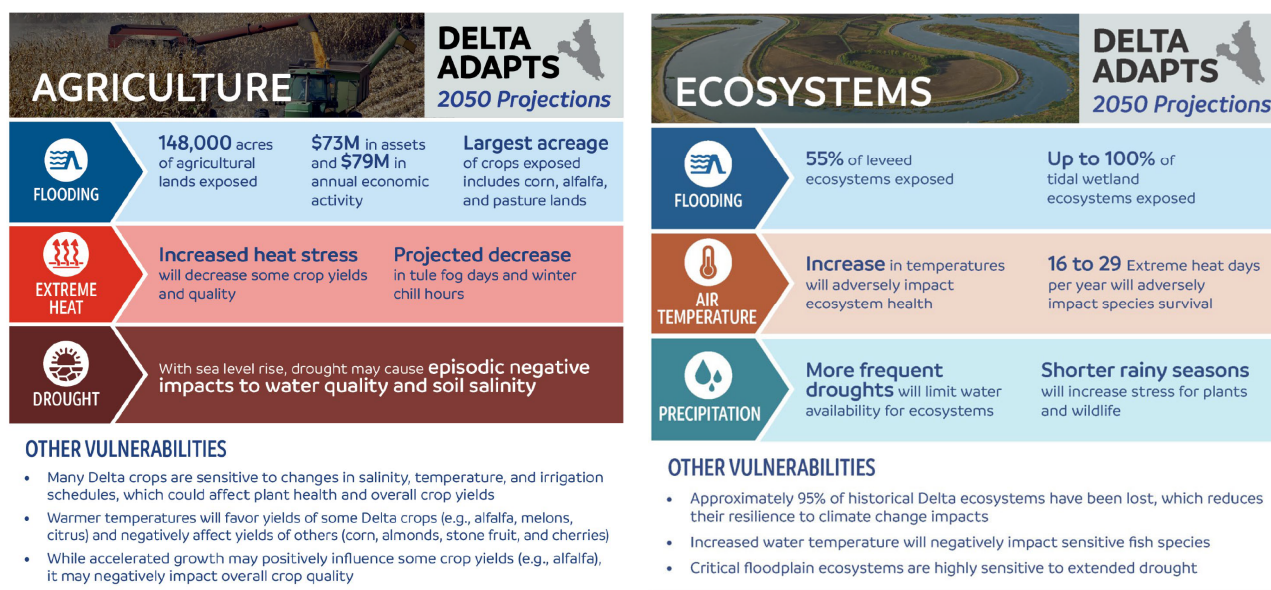 AGRICULTURE
DELTA
ADAPTS
2050 Projections
FLOODING
148,000 acres
of agricultural
lands exposed
$73M in assets
and $79M in
annual economic
activity
Largest acreage
of crops exposed
includes corn, alfalfa,
and pasture lands
EXTREME
HEAT
Increased heat stress
will decrease some crop yields
and quality
Projected decrease
in tule fog days and winter
chill hours
DROUGHT
With sea level rise, drought may cause episodic negative
impacts to water quality and soil salinity
OTHER VULNERABILITIES
• Many Delta crops are sensitive to changes in salinity, temperature, and irrigation
schedules, which could affect plant health and overall crop yields
• Warmer temperatures will favor yields of some Delta crops (e.g., alfalfa, melons,
citrus) and negatively affect yields of others (corn, almonds, stone fruit, and cherries)
• While accelerated growth may positively influence some crop yields (e.g., alfalfa),
it may negatively impact overall crop quality
ECOSYSTEMS
DELTA
ADAPTS
2050 Projections
FLOODING
55% of leveed
ecosystems exposed
Up to 100% of
tidal wetland
ecosystems exposed
AIR
TEMPERATURE
Increase in temperatures
will adversely impact
ecosystem health
16 to 29 Extreme heat days
per year will adversely
impact species survival
PRECIPITATION
More frequent
droughts will limit water
availability for ecosystems
Shorter rainy seasons
will increase stress for plants
and wildlife
OTHER VULNERABILITIES
• Approximately 95% of historical Delta ecosystems have been lost, which reduces
their resilience to climate change impacts
• Increased water temperature will negatively impact sensitive fish species
• Critical floodplain ecosystems are highly sensitive to extended drought